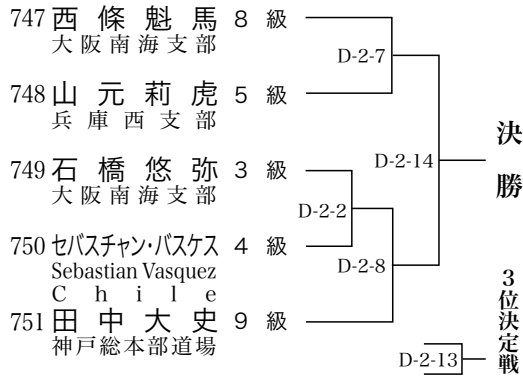 747 西條魁馬 8 級
大阪南海支部
748 山元莉虎 5 級
兵庫西支部
749 石橋悠弥 3 級
大阪南海支部
750 セバスチャン・バスケス 4 級
Sebastian Vasquez
Chile
751 田中大史 9 級
神戸総本部道場
D-2-7
D-2-14
D-2-2
D-2-8
決勝
3位決定戦
D-2-13